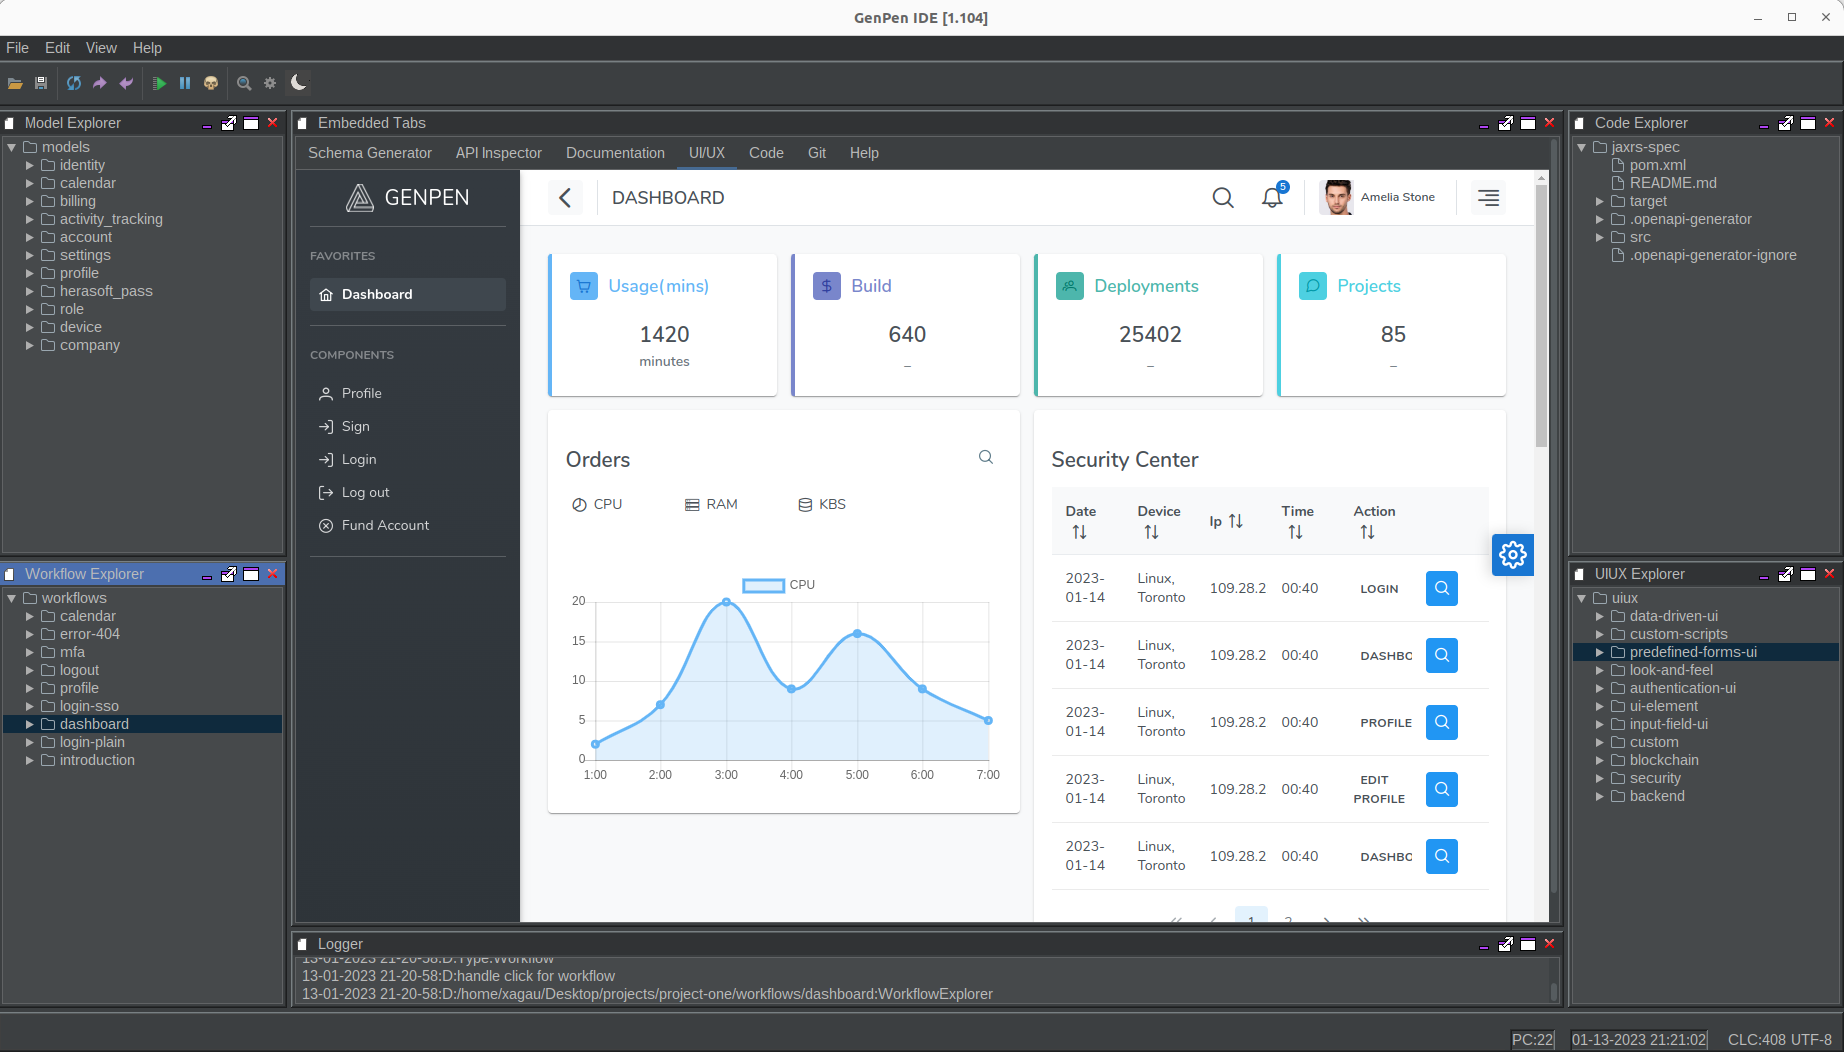 GenPen IDE [1.104]
File Edit View Help
Model Explorer
models
identity
calendar
billing
activity_tracking
account
settings
profile
herasoft_pass
role
device
company
Workflow Explorer
workflows
calendar
error-404
mfa
logout
profile
login-sso
dashboard
login-plain
introduction
Embedded Tabs
Schema Generator API Inspector Documentation UI/UX Code Git Help
GENPEN
FAVORITES
Dashboard
COMPONENTS
Profile
Sign
Login
Log out
Fund Account
DASHBOARD
5
Amelia Stone
Usage(mins)
1420
minutes
Build
640
–
Deployments
25402
–
Projects
85
–
Orders
CPU RAM KBS
CPU
20
15
10
5
0
1:00 2:00 3:00 4:00 5:00 6:00 7:00
Security Center
Date Device Ip Time Action
2023-01-14 Linux, Toronto 109.28.2 00:40 LOGIN
2023-01-14 Linux, Toronto 109.28.2 00:40 DASHBO
2023-01-14 Linux, Toronto 109.28.2 00:40 PROFILE
2023-01-14 Linux, Toronto 109.28.2 00:40 EDIT PROFILE
2023-01-14 Linux, Toronto 109.28.2 00:40 DASHBO
1 2
Logger
13-01-2023 21-20-58:D:Type:Workflow
13-01-2023 21-20-58:D:handle click for workflow
13-01-2023 21-20-58:D:/home/xagau/Desktop/projects/project-one/workflows/dashboard:WorkflowExplorer
Code Explorer
jaxrs-spec
pom.xml
README.md
target
.openapi-generator
src
.openapi-generator-ignore
UIUX Explorer
uiux
data-driven-ui
custom-scripts
predefined-forms-ui
look-and-feel
authentication-ui
ui-element
input-field-ui
custom
blockchain
security
backend
PC:22 01-13-2023 21:21:02 CLC:408 UTF-8